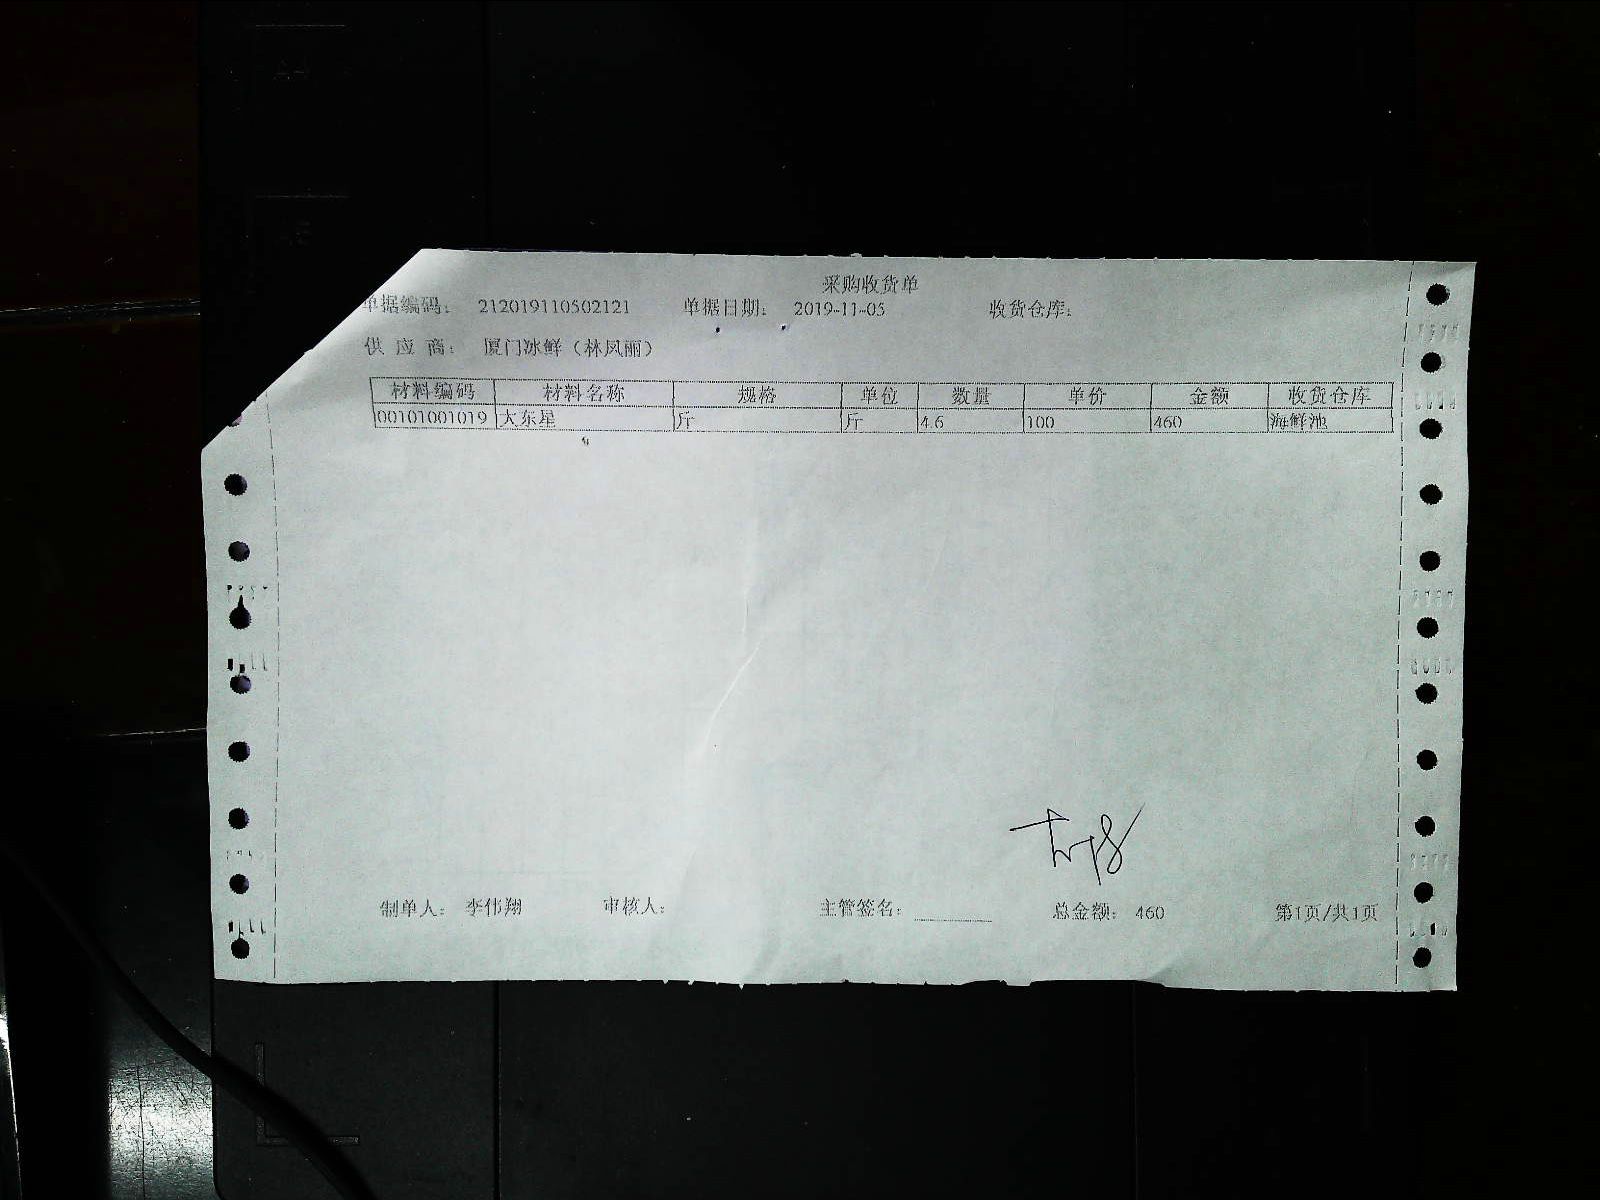 采购收货单
单据编码： 212019110502121 单据日期： 2019-11-05 收货仓库：
供应商： 厦门冰鲜（林凤丽）
材料编码 材料名称 规格 单位 数量 单价 金额 收货仓库
00101001019 大东星 斤 斤 4.6 100 460 海鲜池
制单人： 李伟翔 审核人： 主管签名： 总金额： 460 第1页/共1页